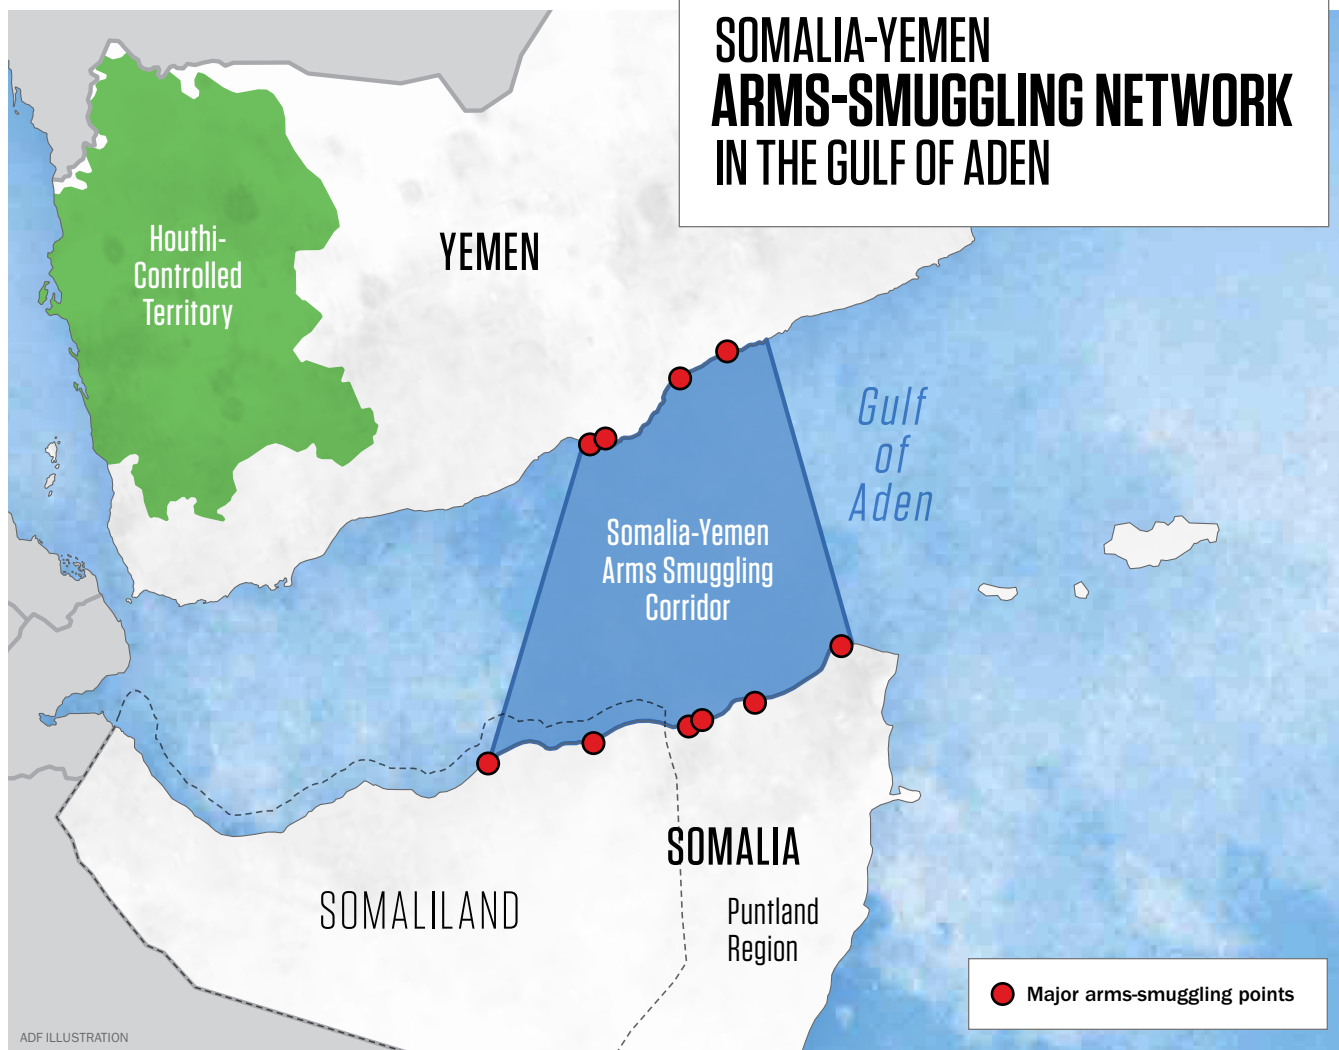 SOMALIA-YEMEN
ARMS-SMUGGLING NETWORK
IN THE GULF OF ADEN
Houthi-
Controlled
Territory
YEMEN
Gulf
of
Aden
Somalia-Yemen
Arms Smuggling
Corridor
SOMALIA
SOMALILAND
Puntland
Region
Major arms-smuggling points
ADF ILLUSTRATION